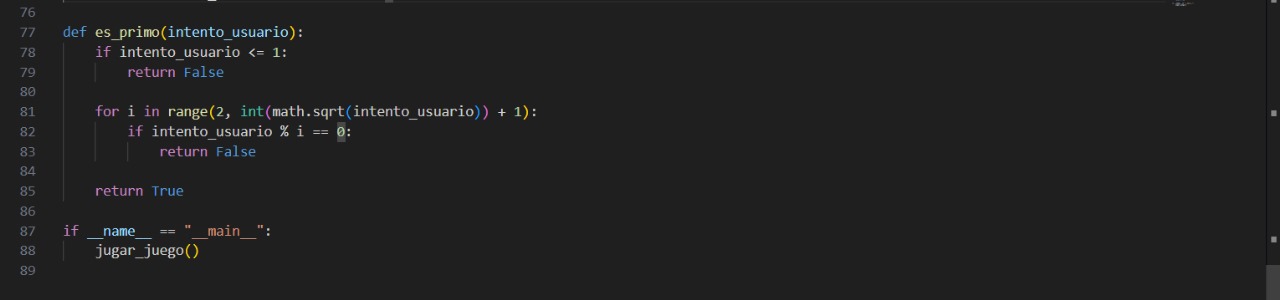 76
77 def es_primo(intento_usuario):
78     if intento_usuario <= 1:
79         return False
80
81     for i in range(2, int(math.sqrt(intento_usuario)) + 1):
82         if intento_usuario % i == 0:
83             return False
84
85     return True
86
87 if __name__ == "__main__":
88     jugar_juego()
89